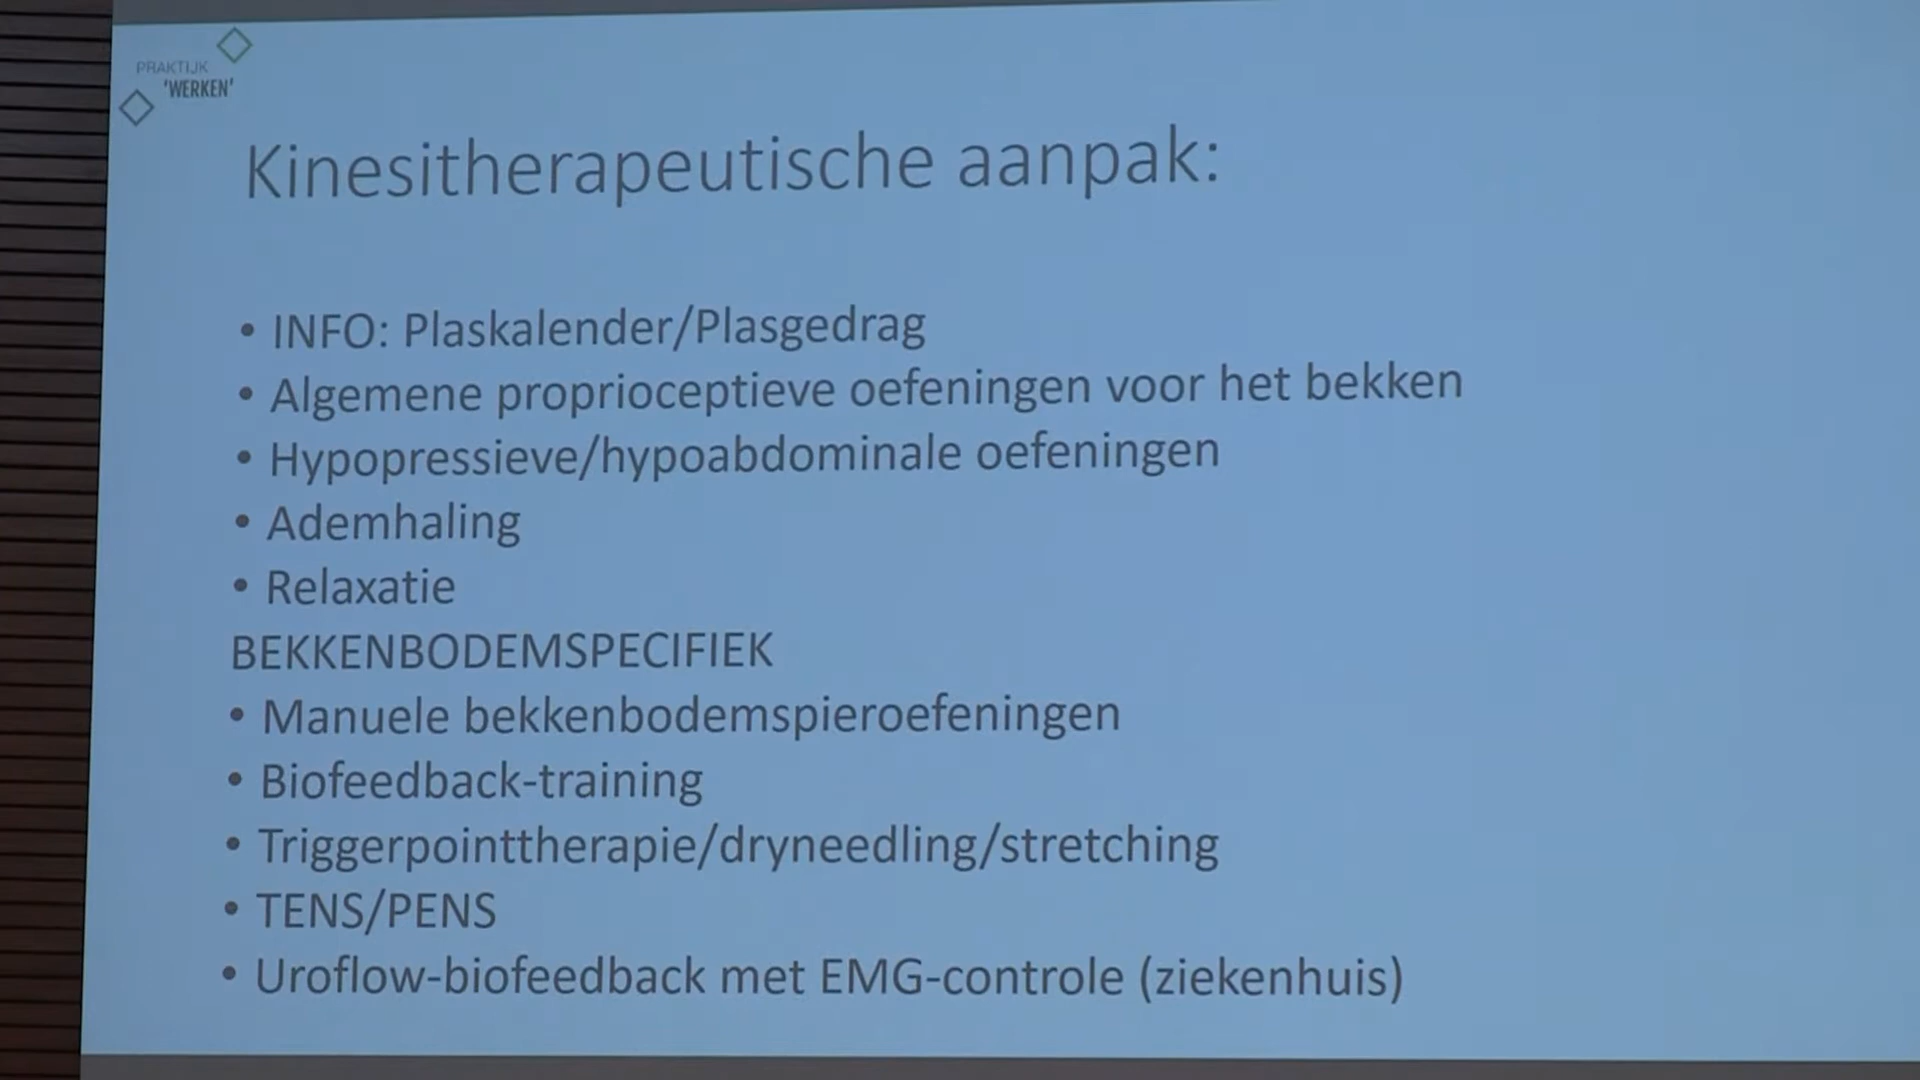 PRAKTIJK
'WERKEN'
Kinesitherapeutische aanpak:
• INFO: Plaskalender/Plasgedrag
• Algemene proprioceptieve oefeningen voor het bekken
• Hypopressieve/hypoabdominale oefeningen
• Ademhaling
• Relaxatie
BEKKENBODEMSPECIFIEK
• Manuele bekkenbodemspieroefeningen
• Biofeedback-training
• Triggerpointtherapie/dryneedling/stretching
• TENS/PENS
• Uroflow-biofeedback met EMG-controle (ziekenhuis)